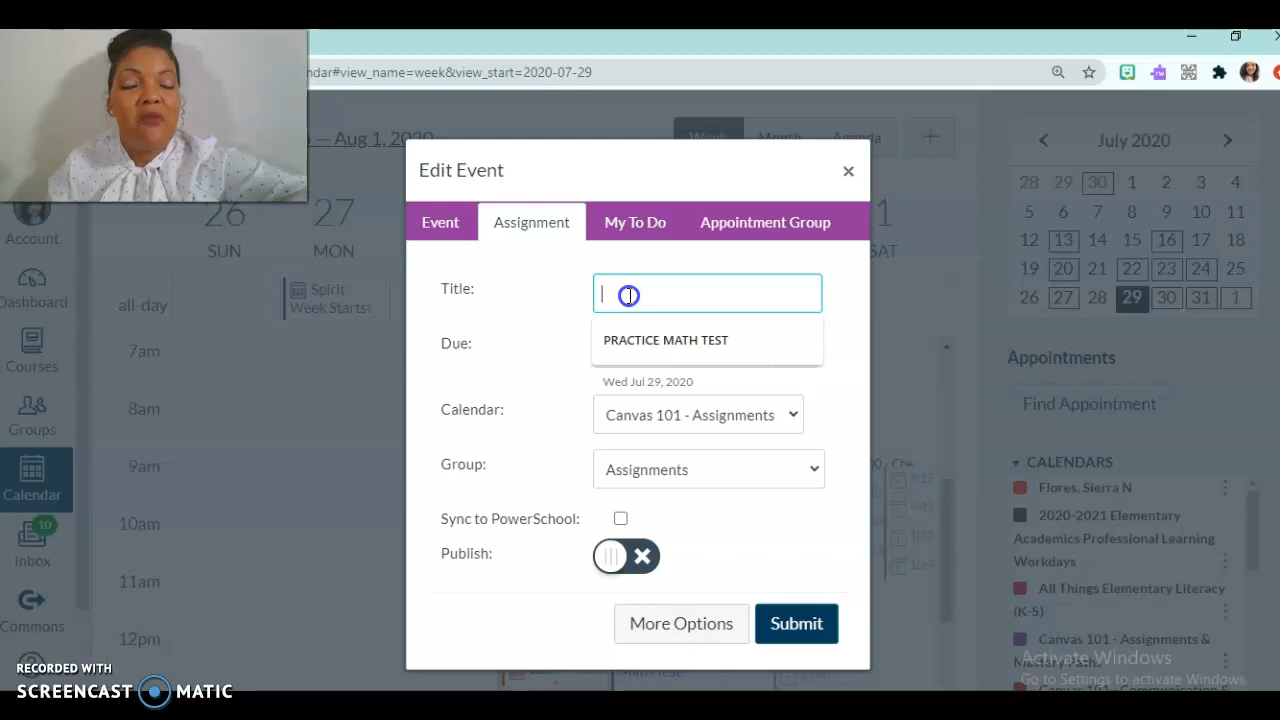 ndar#view_name=week&view_start=2020-07-29
— Aug 1, 2020
Week
Month
Agenda
+
26
SUN
27
MON
1
SAT
Account
Dashboard
Courses
Groups
Calendar
10
Inbox
Commons
all-day
Spirit
Week Starts!
7am
8am
9am
10am
11am
12pm
Edit Event
×
Event
Assignment
My To Do
Appointment Group
Title:
PRACTICE MATH TEST
Due:
Wed Jul 29, 2020
Calendar:
Canvas 101 - Assignments
Group:
Assignments
Sync to PowerSchool:
Publish:
More Options
Submit
July 2020
28 29 30 1 2 3 4
5 6 7 8 9 10 11
12 13 14 15 16 17 18
19 20 21 22 23 24 25
26 27 28 29 30 31 1
Appointments
Find Appointment
CALENDARS
Flores, Sierra N
2020-2021 Elementary
Academics Professional Learning
Workdays
All Things Elementary Literacy
(K-5)
Canvas 101 - Assignments &
Mastery Paths
Activate Windows
Go to Settings to activate Windows.
RECORDED WITH
SCREENCAST MATIC